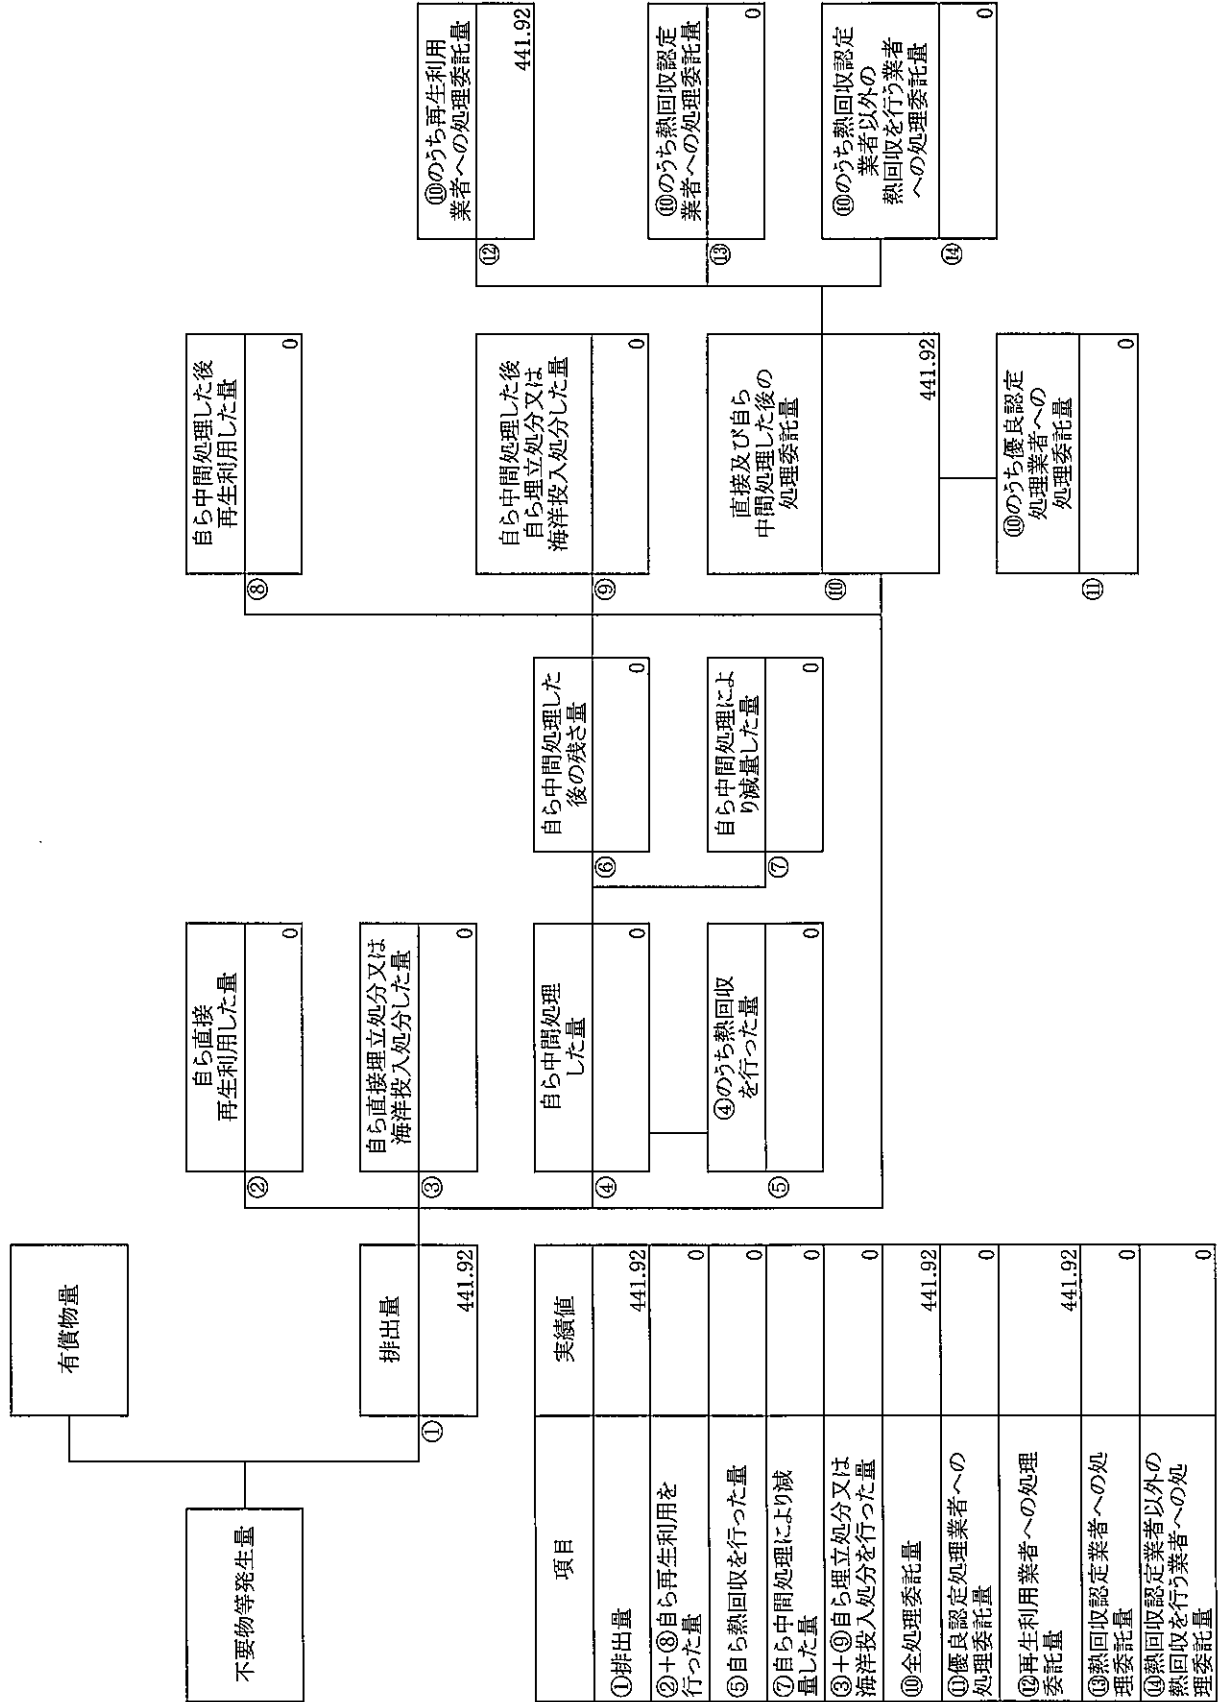 不要物等発生量
有償物量
排出量
①
441.92
自ら直接
再生利用した量
②
0
自ら直接埋立処分又は
海洋投入処分した量
③
0
自ら中間処理
した量
④
0
④のうち熱回収
を行った量
⑤
0
自ら中間処理した
後の残さ量
⑥
0
自ら中間処理によ
り減量した量
⑦
0
自ら中間処理した後
再生利用した量
⑧
0
自ら中間処理した後
自ら埋立処分又は
海洋投入処分した量
⑨
0
直接及び自ら
中間処理した後の
処理委託量
⑩
441.92
⑩のうち優良認定
処理業者への
処理委託量
⑪
0
⑩のうち再生利用
業者への処理委託量
⑫
441.92
⑩のうち熱回収認定
業者への処理委託量
⑬
0
⑩のうち熱回収認定
業者以外の
熱回収を行う業者
への処理委託量
⑭
0
項目 実績値
①排出量 441.92
②+⑧自ら再生利用を
行った量 0
⑤自ら熱回収を行った量 0
⑦自ら中間処理により減
量した量 0
③+⑨自ら埋立処分又は
海洋投入処分を行った量 0
⑩全処理委託量 441.92
⑪優良認定処理業者への
処理委託量 0
⑫再生利用業者への処理
委託量 441.92
⑬熱回収認定業者への処
理委託量 0
⑭熱回収認定業者以外の
熱回収を行う業者への処
理委託量 0